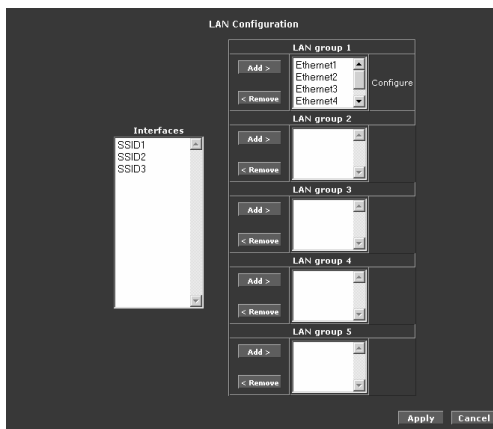 LAN Configuration
LAN group 1
Add >
Ethernet1
Ethernet2
Ethernet3
Ethernet4
Configure
< Remove
LAN group 2
Add >
< Remove
Interfaces
SSID1
SSID2
SSID3
LAN group 3
Add >
< Remove
LAN group 4
Add >
< Remove
LAN group 5
Add >
< Remove
Apply
Cancel